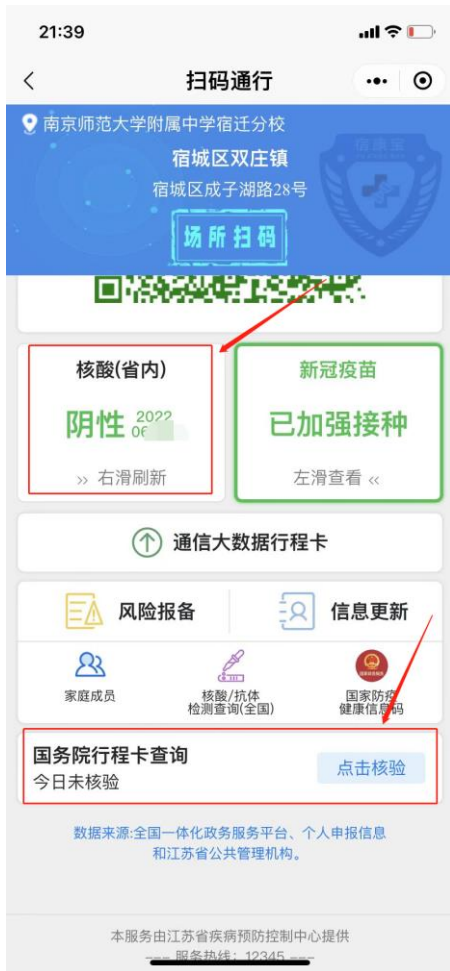 21:39
扫码通行
南京师范大学附属中学宿迁分校
宿城区双庄镇
宿城区成子湖路28号
宿康宝
场所扫码
核酸(省内)
阴性 2022
06
>> 右滑刷新
新冠疫苗
已加强接种
左滑查看 <<
通信大数据行程卡
风险报备
信息更新
家庭成员
核酸/抗体
检测查询(全国)
国家防疫
健康信息码
国务院行程卡查询
今日未核验
点击核验
数据来源:全国一体化政务服务平台、个人申报信息
和江苏省公共管理机构。
本服务由江苏省疾病预防控制中心提供
--- 服务热线: 12345 ---